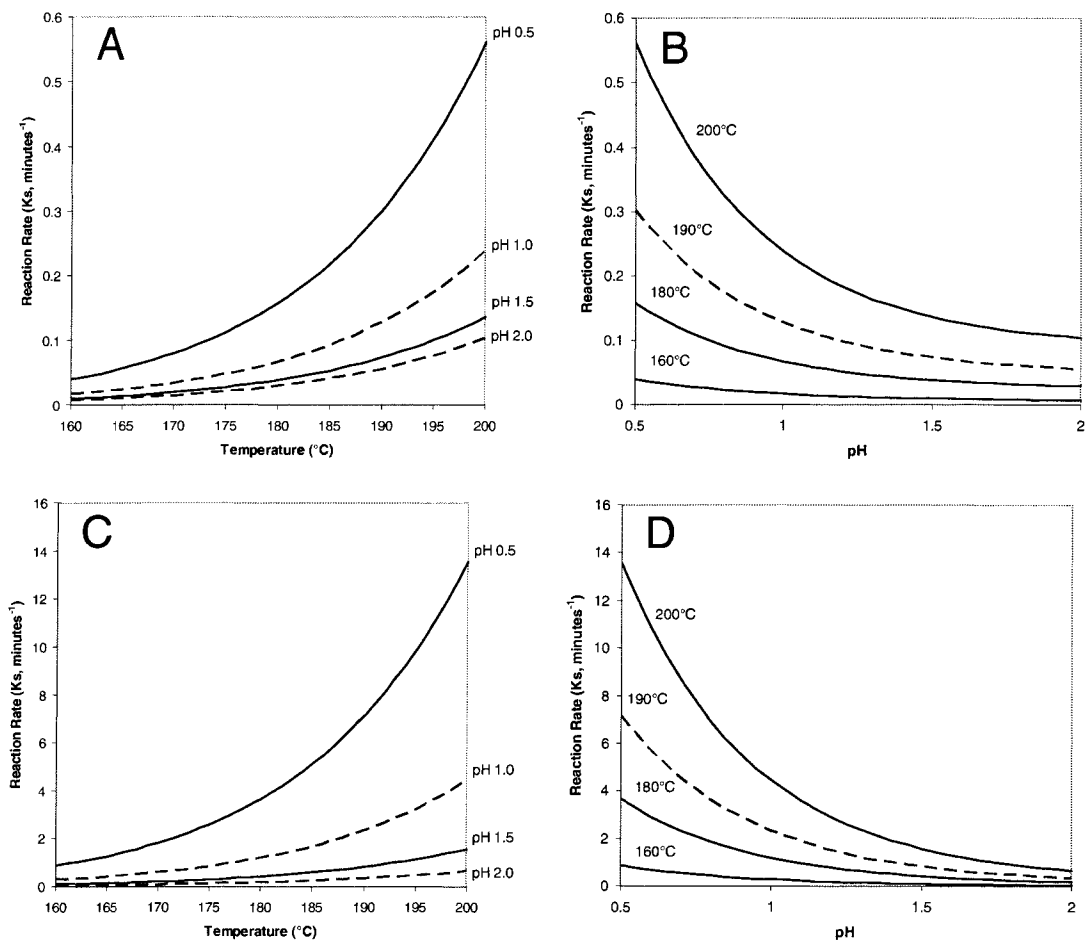 A
Reaction Rate (Ks, minutes⁻¹)
0.6
0.5
0.4
0.3
0.2
0.1
0
160 165 170 175 180 185 190 195 200
Temperature (°C)
pH 0.5
pH 1.0
pH 1.5
pH 2.0
B
Reaction Rate (Ks, minutes⁻¹)
0.6
0.5
0.4
0.3
0.2
0.1
0
0.5 1 1.5 2
pH
200°C
190°C
180°C
160°C
C
Reaction Rate (Ks, minutes⁻¹)
16
14
12
10
8
6
4
2
0
160 165 170 175 180 185 190 195 200
Temperature (°C)
pH 0.5
pH 1.0
pH 1.5
pH 2.0
D
Reaction Rate (Ks, minutes⁻¹)
16
14
12
10
8
6
4
2
0
0.5 1 1.5 2
pH
200°C
190°C
180°C
160°C